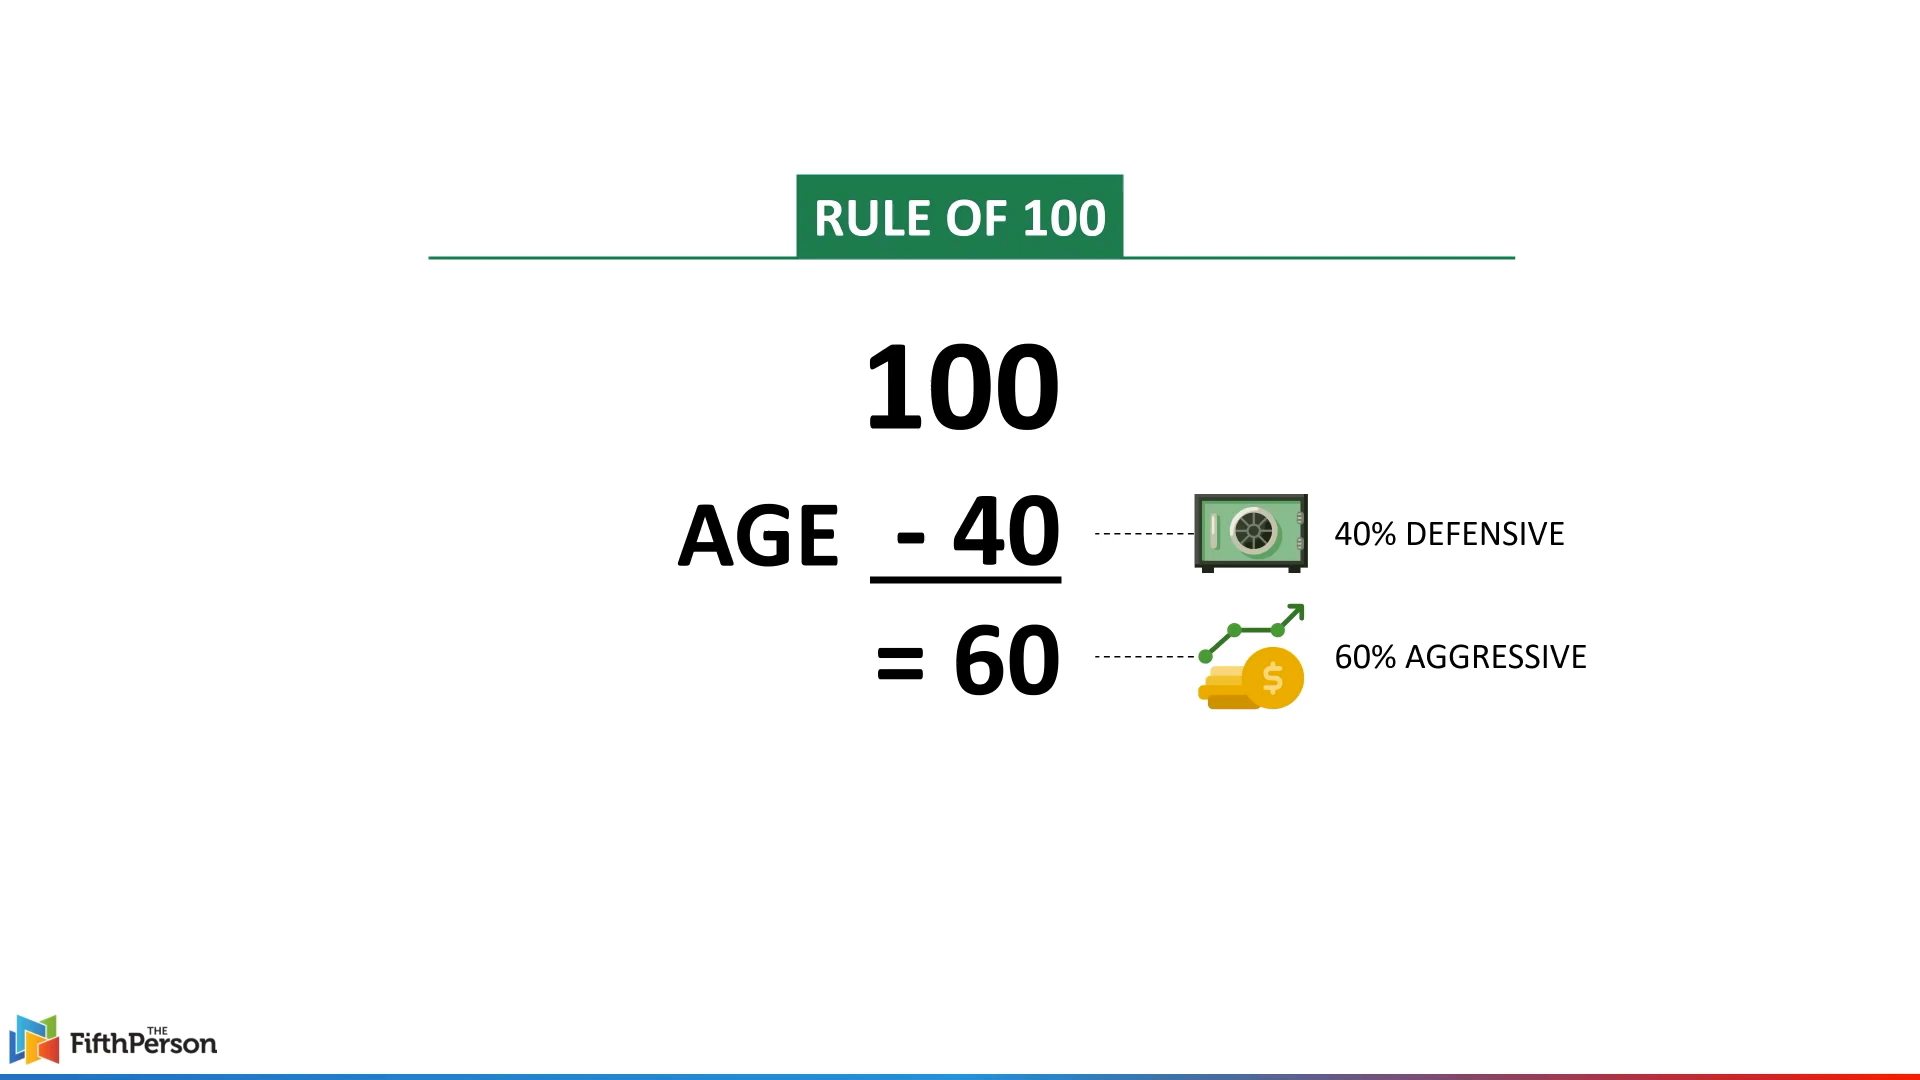 RULE OF 100
100
AGE - 40
40% DEFENSIVE
= 60
60% AGGRESSIVE
$
THE
FifthPerson